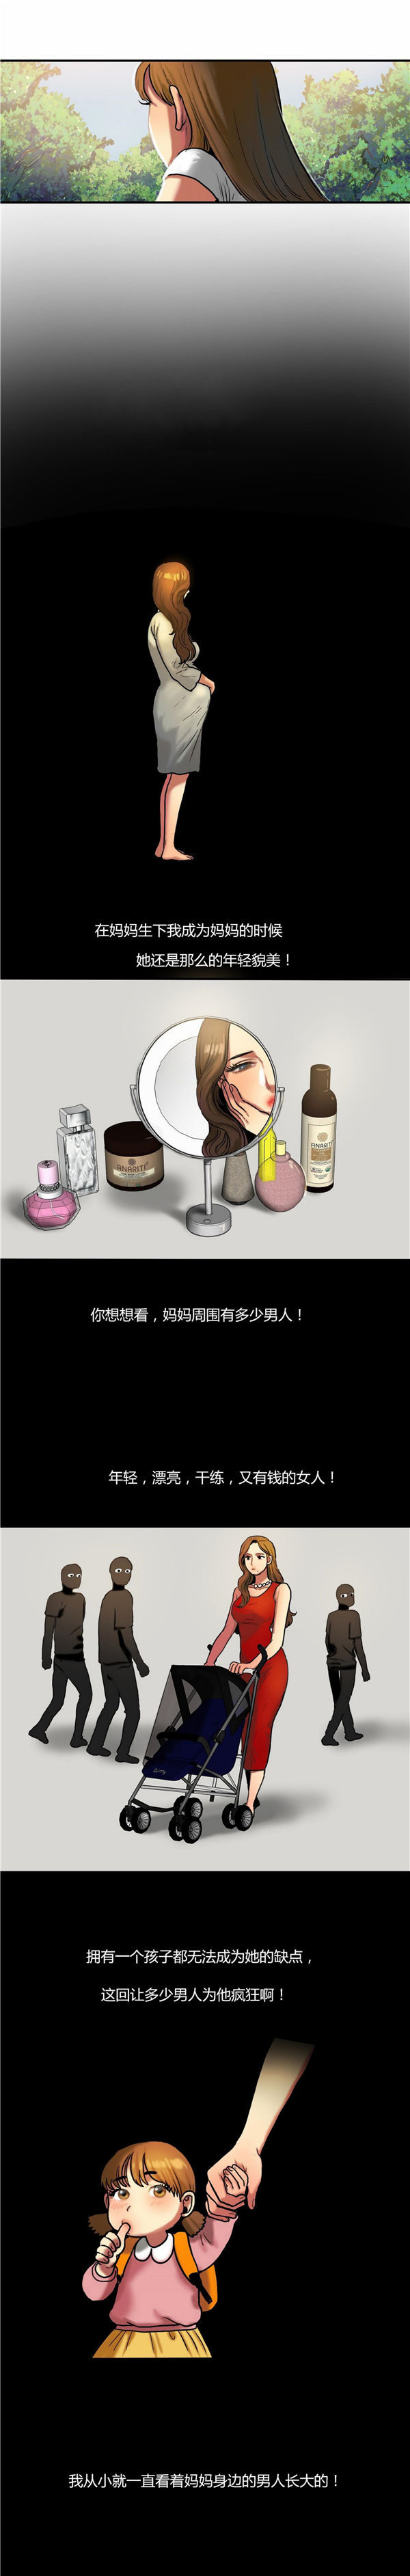 在妈妈生下我成为妈妈的时候
她还是那么的年轻貌美！
ANARITI
ANARITI
你想想看，妈妈周围有多少男人！
年轻，漂亮，干练，又有钱的女人！
拥有一个孩子都无法成为她的缺点，
这回让多少男人为他疯狂啊！
我从小就一直看着妈妈身边的男人长大的！